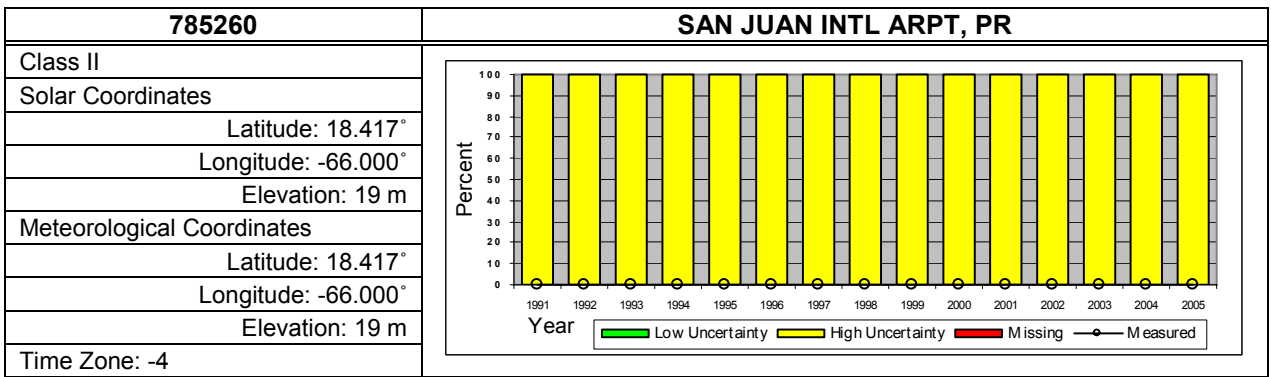 785260
SAN JUAN INTL ARPT, PR
Class II
Solar Coordinates
Latitude: 18.417˚
Longitude: -66.000˚
Elevation: 19 m
Meteorological Coordinates
Latitude: 18.417˚
Longitude: -66.000˚
Elevation: 19 m
Time Zone: -4
Percent
100
90
80
70
60
50
40
30
20
10
0
1991 1992 1993 1994 1995 1996 1997 1998 1999 2000 2001 2002 2003 2004 2005
Year
Low Uncertainty High Uncertainty Missing Measured